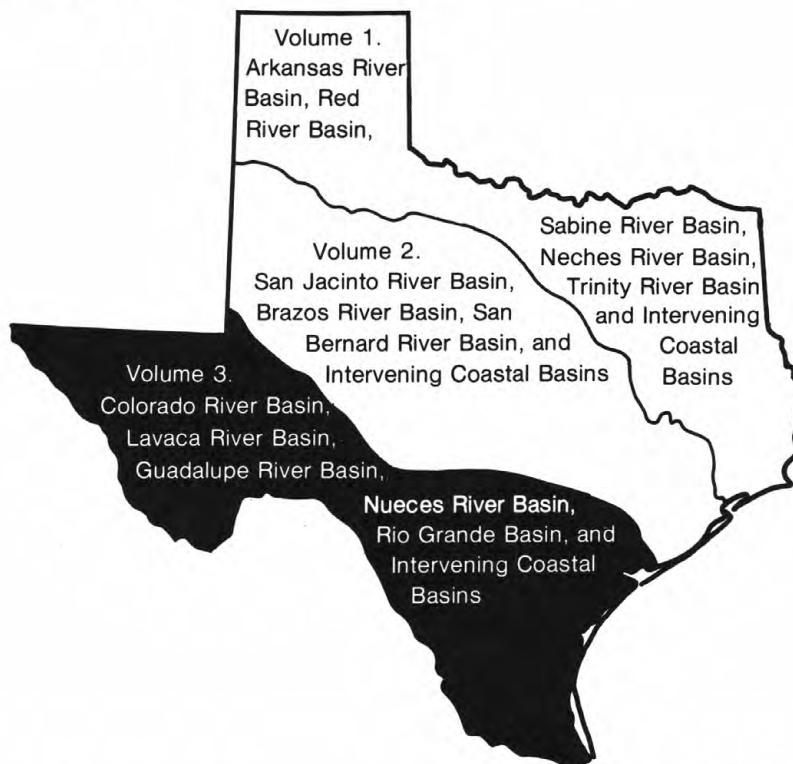 Volume 1.
Arkansas River
Basin, Red
River Basin,
Sabine River Basin,
Neches River Basin,
Trinity River Basin
and Intervening
Coastal
Basins
Volume 2.
San Jacinto River Basin,
Brazos River Basin, San
Bernard River Basin, and
Intervening Coastal Basins
Volume 3.
Colorado River Basin,
Lavaca River Basin,
Guadalupe River Basin,
Nueces River Basin,
Rio Grande Basin, and
Intervening Coastal
Basins